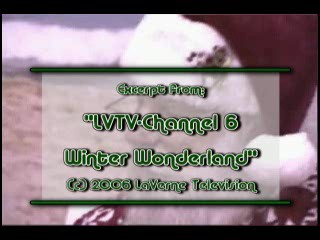 Excerpt From:
"LVTV-Channel 6
Winter Wonderland"
(c) 2006 LaVerne Television